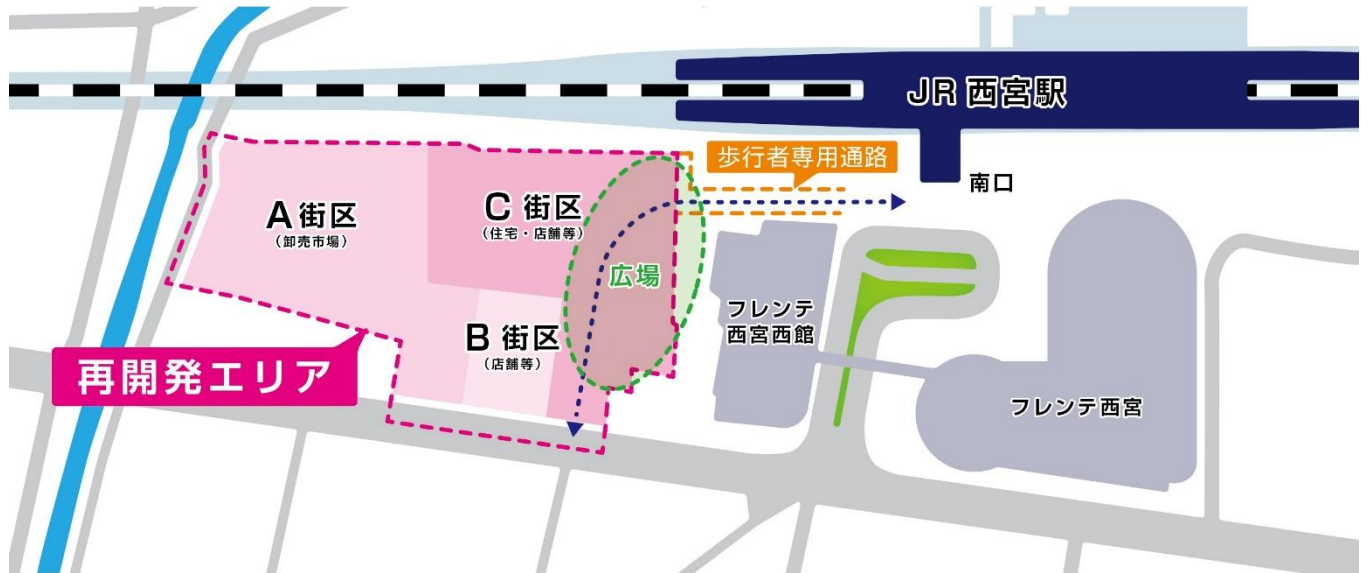 JR 西宮駅
歩行者専用通路
南口
A 街区
（卸売市場）
C 街区
（住宅・店舗等）
広場
B 街区
（店舗等）
フレンテ
西宮西館
再開発エリア
フレンテ西宮